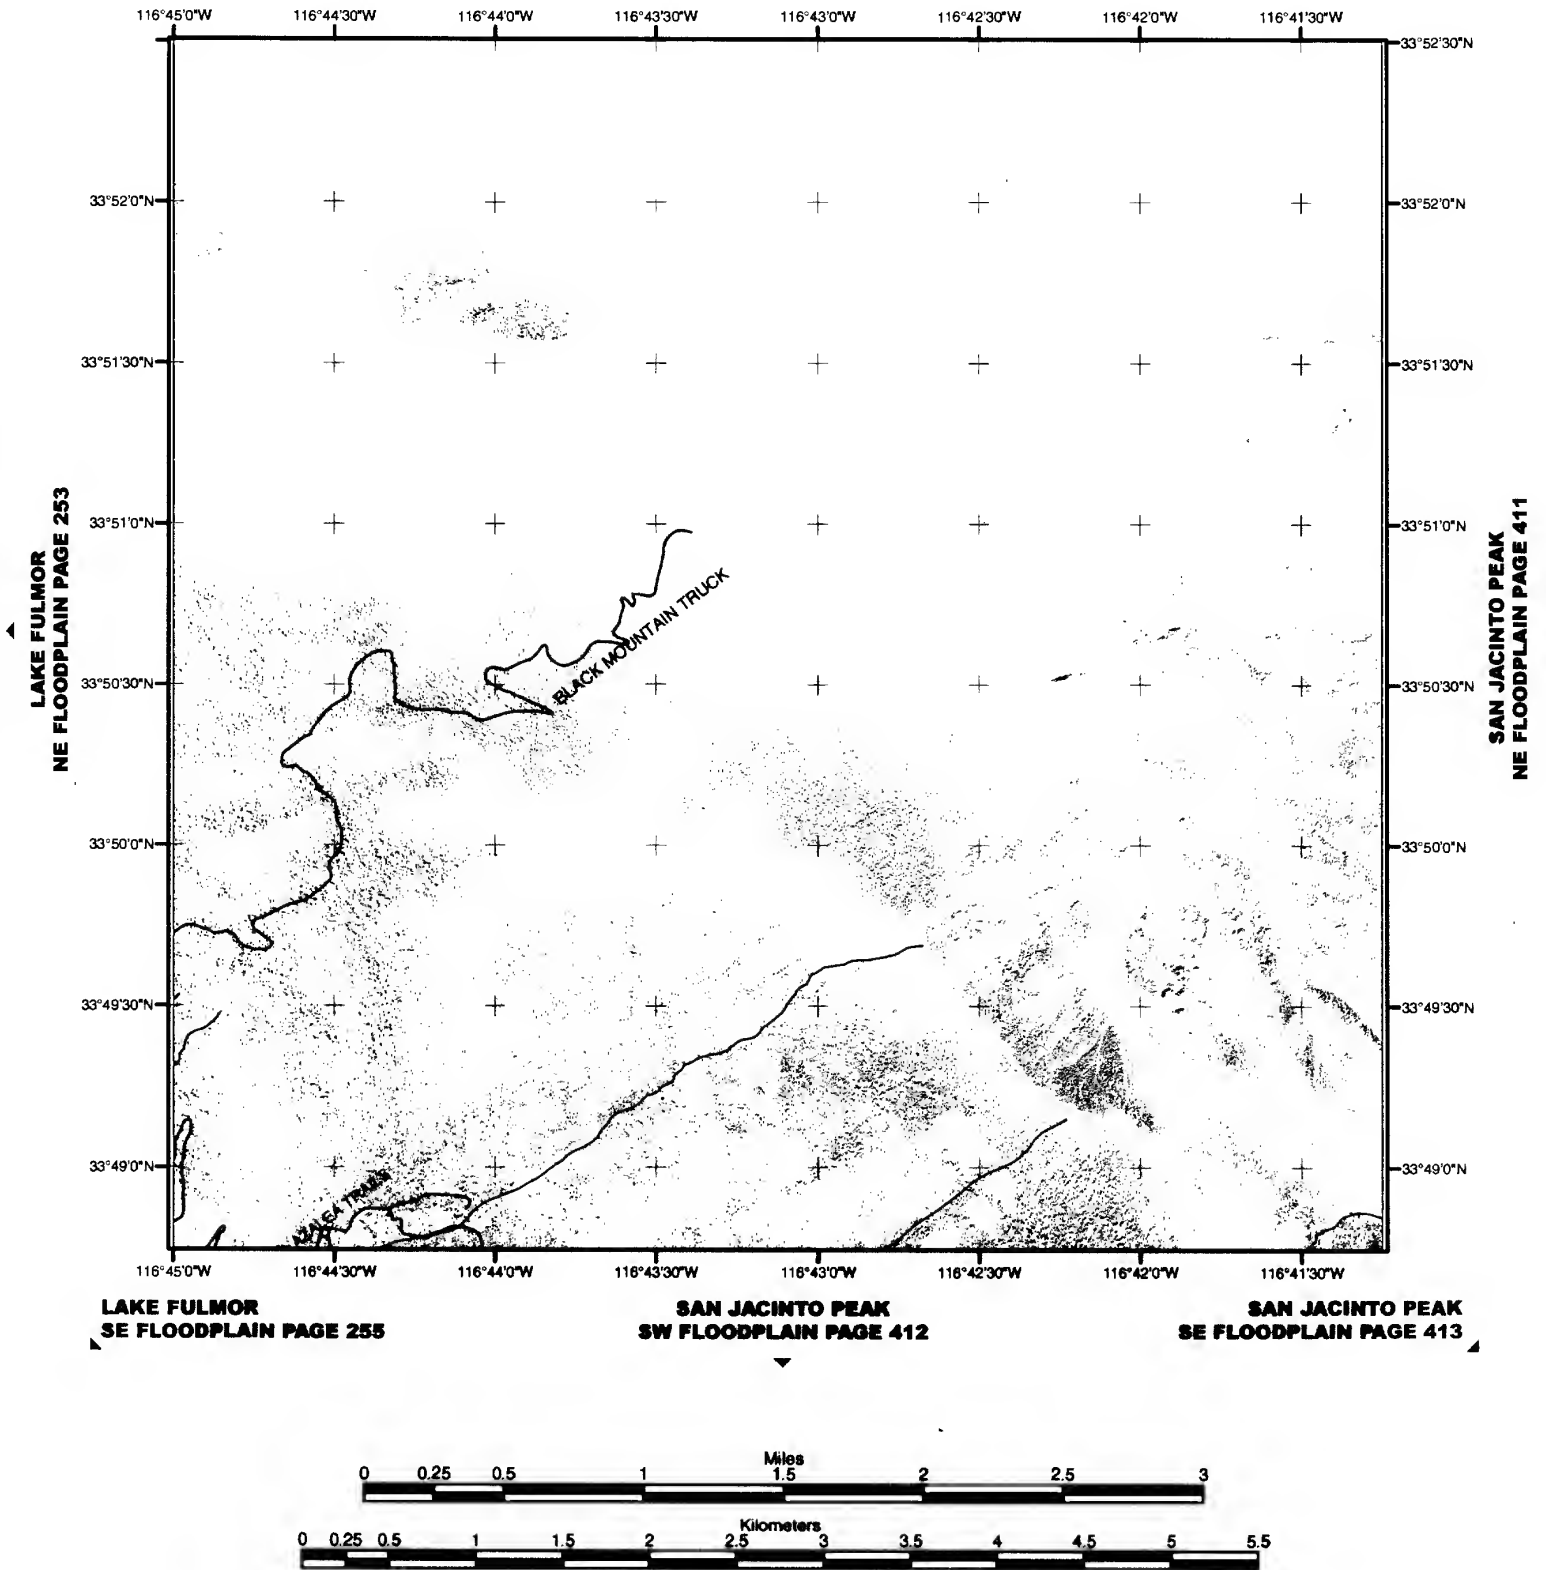 116°45'0"W 116°44'30"W 116°44'0"W 116°43'30"W 116°43'0"W 116°42'30"W 116°42'0"W 116°41'30"W
33°52'30"N
33°52'0"N 33°52'0"N
33°51'30"N 33°51'30"N
LAKE FULMOR
NE FLOODPLAIN PAGE 253
SAN JACINTO PEAK
NE FLOODPLAIN PAGE 411
33°51'0"N 33°51'0"N
BLACK MOUNTAIN TRUCK
33°50'30"N 33°50'30"N
33°50'0"N 33°50'0"N
33°49'30"N 33°49'30"N
33°49'0"N 33°49'0"N
AZALEA TRAIL
116°45'0"W 116°44'30"W 116°44'0"W 116°43'30"W 116°43'0"W 116°42'30"W 116°42'0"W 116°41'30"W
LAKE FULMOR
SE FLOODPLAIN PAGE 255
SAN JACINTO PEAK
SW FLOODPLAIN PAGE 412
SAN JACINTO PEAK
SE FLOODPLAIN PAGE 413
Miles
0 0.25 0.5 1 1.5 2 2.5 3
Kilometers
0 0.25 0.5 1 1.5 2 2.5 3 3.5 4 4.5 5 5.5